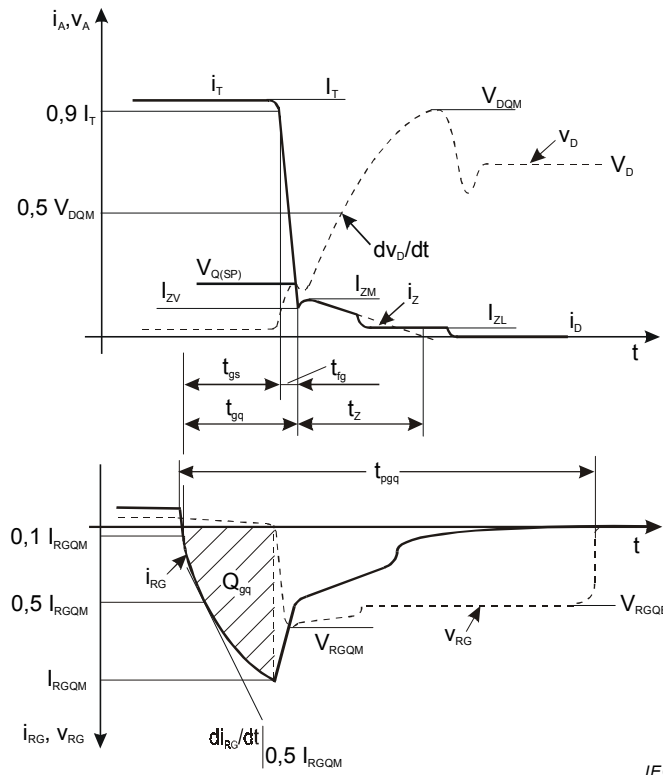 i_A, v_A
i_T
I_T
0,9 I_T
V_DQM
v_D
V_D
0,5 V_DQM
dv_D/dt
V_Q(SP)
I_ZV
I_ZM
i_Z
I_ZL
i_D
t
t_gs
t_fg
t_gq
t_Z
t_pgq
t
0,1 I_RGQM
i_RG
Q_gq
0,5 I_RGQM
V_RGQM
v_RG
I_RGQM
di_RG/dt
0,5 I_RGQM
i_RG, v_RG